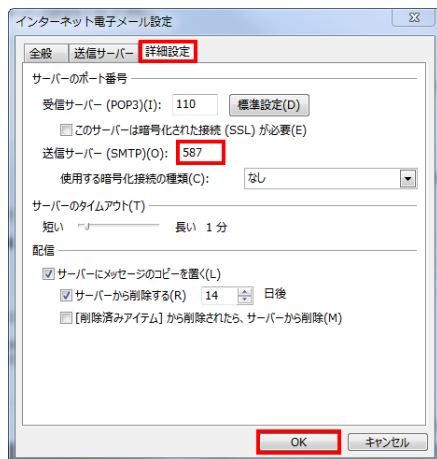 インターネット電子メール設定
全般 送信サーバー 詳細設定
サーバーのポート番号
受信サーバー (POP3)(I): 110 標準設定(D)
このサーバーは暗号化された接続 (SSL) が必要(E)
送信サーバー (SMTP)(O): 587
使用する暗号化接続の種類(C): なし
サーバーのタイムアウト(T)
短い 長い 1 分
配信
サーバーにメッセージのコピーを置く(L)
サーバーから削除する(R) 14 日後
[削除済みアイテム] から削除されたら、サーバーから削除(M)
OK キャンセル